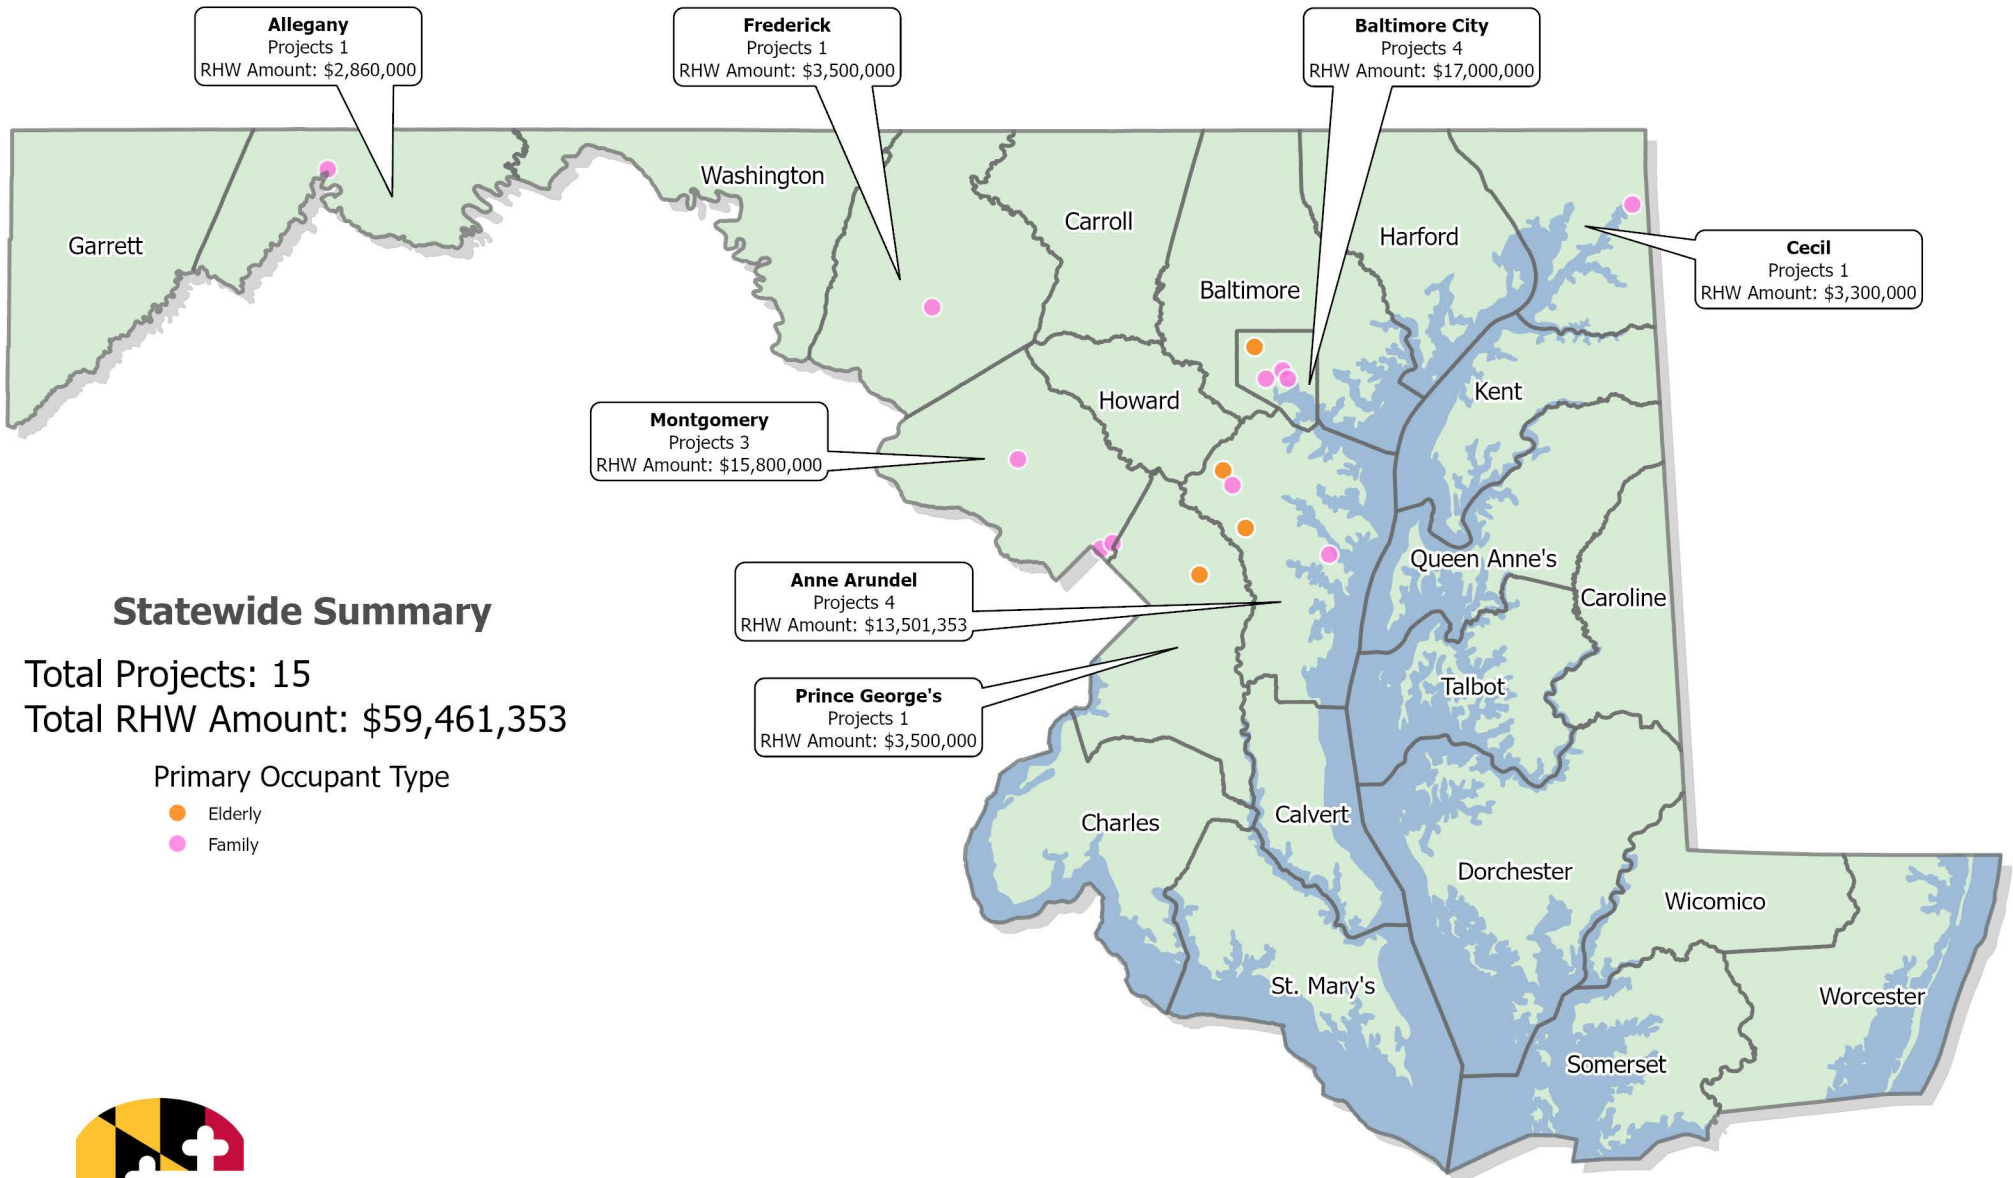 Allegany
Projects 1
RHW Amount: $2,860,000
Frederick
Projects 1
RHW Amount: $3,500,000
Baltimore City
Projects 4
RHW Amount: $17,000,000
Washington
Garrett
Carroll
Harford
Baltimore
Cecil
Projects 1
RHW Amount: $3,300,000
Kent
Howard
Montgomery
Projects 3
RHW Amount: $15,800,000
Queen Anne's
Caroline
Anne Arundel
Projects 4
RHW Amount: $13,501,353
Talbot
Prince George's
Projects 1
RHW Amount: $3,500,000
Statewide Summary
Total Projects: 15
Total RHW Amount: $59,461,353
Primary Occupant Type
Elderly
Family
Charles
Calvert
Dorchester
Wicomico
St. Mary's
Worcester
Somerset